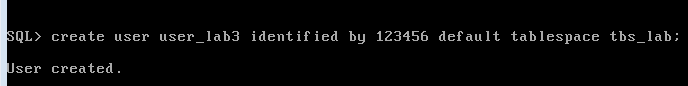 SQL> create user user_lab3 identified by 123456 default tablespace tbs_lab;
User created.